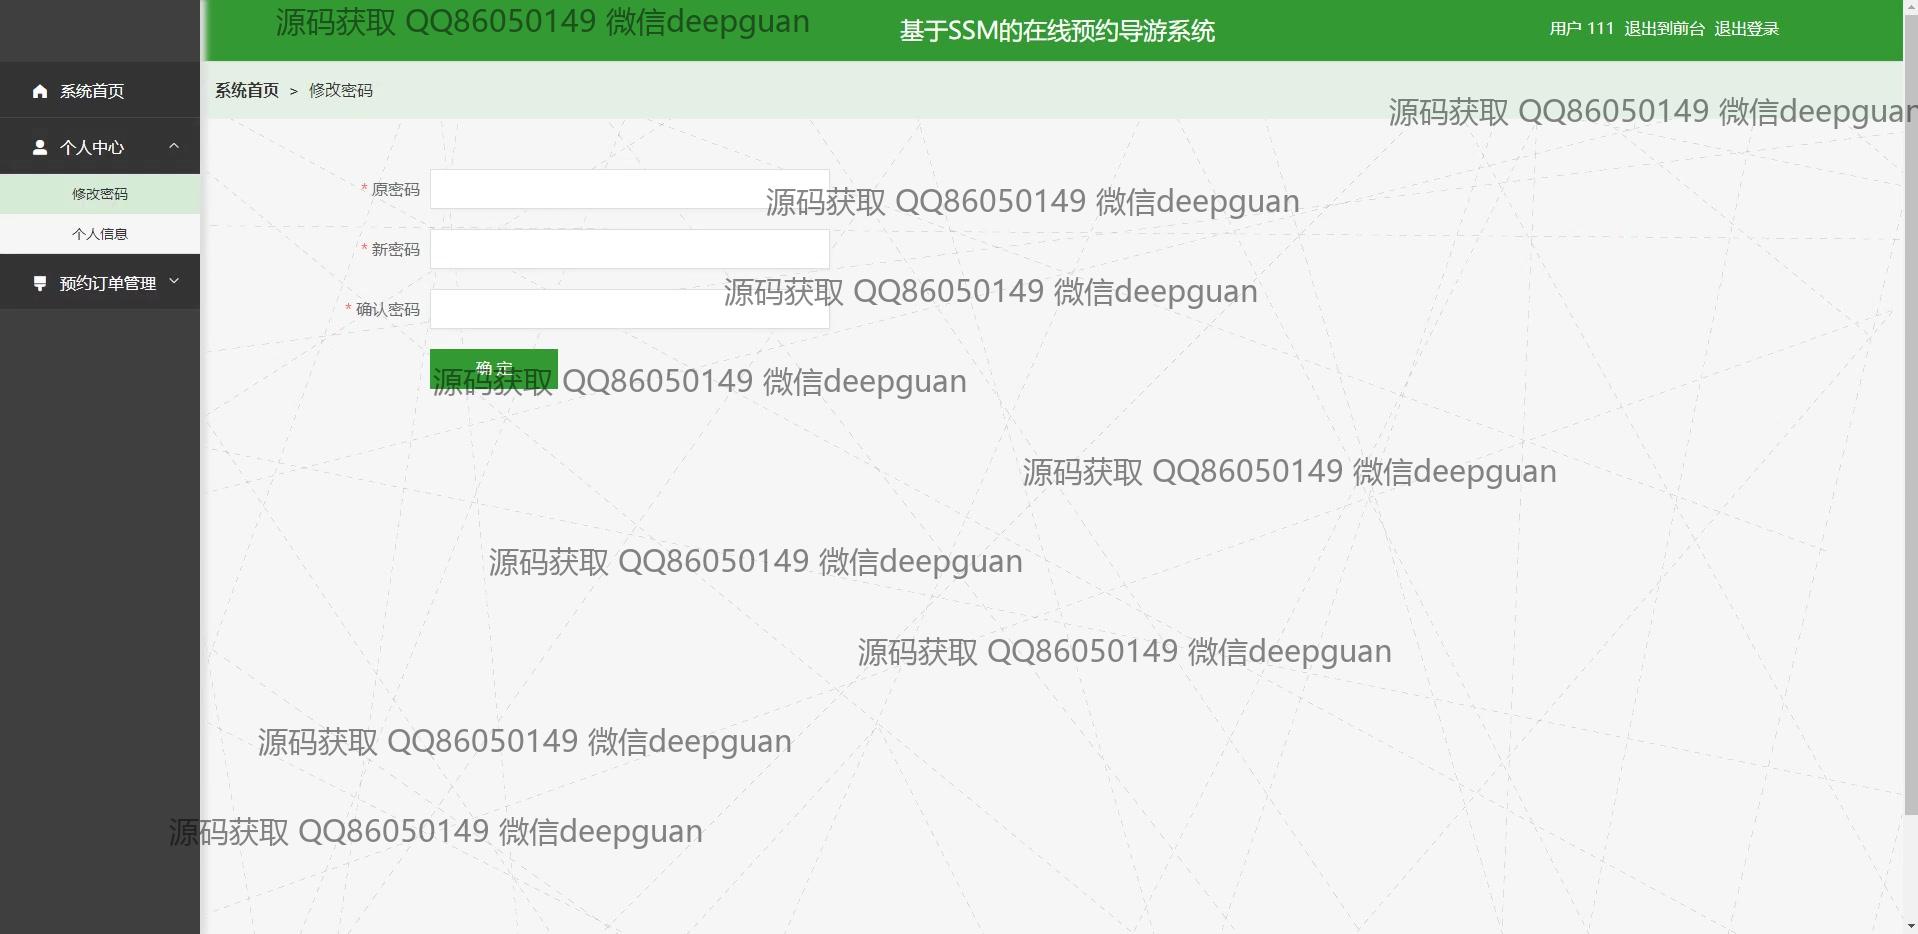 源码获取 QQ86050149 微信deepguan
基于SSM的在线预约导游系统
用户 111 退出到前台 退出登录
系统首页
系统首页 > 修改密码
源码获取 QQ86050149 微信deepguan
个人中心
修改密码
* 原密码
源码获取 QQ86050149 微信deepguan
个人信息
* 新密码
预约订单管理
源码获取 QQ86050149 微信deepguan
* 确认密码
确 定
源码获取 QQ86050149 微信deepguan
源码获取 QQ86050149 微信deepguan
源码获取 QQ86050149 微信deepguan
源码获取 QQ86050149 微信deepguan
源码获取 QQ86050149 微信deepguan
源码获取 QQ86050149 微信deepguan